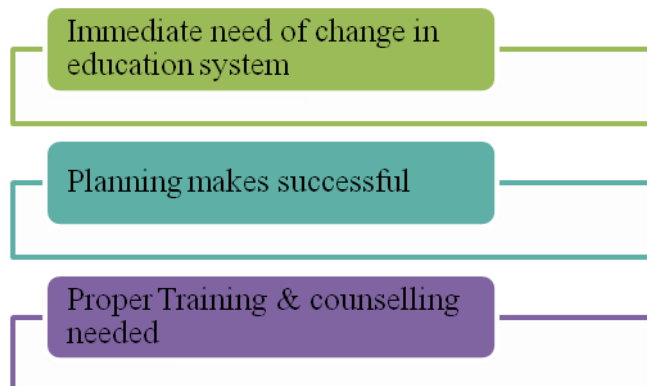 Immediate need of change in
education system
Planning makes successful
Proper Training & counselling
needed